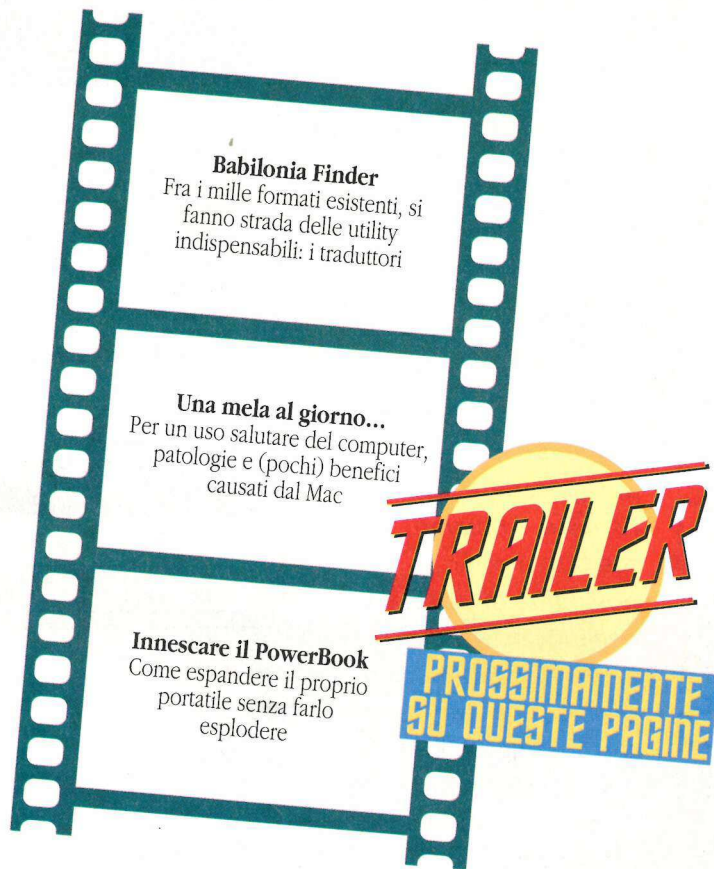 Babilonia Finder
Fra i mille formati esistenti, si
fanno strada delle utility
indispensabili: i traduttori
Una mela al giorno...
Per un uso salutare del computer,
patologie e (pochi) benefici
causati dal Mac
Innescare il PowerBook
Come espandere il proprio
portatile senza farlo
esplodere
TRAILER
PROSSIMAMENTE
SU QUESTE PAGINE